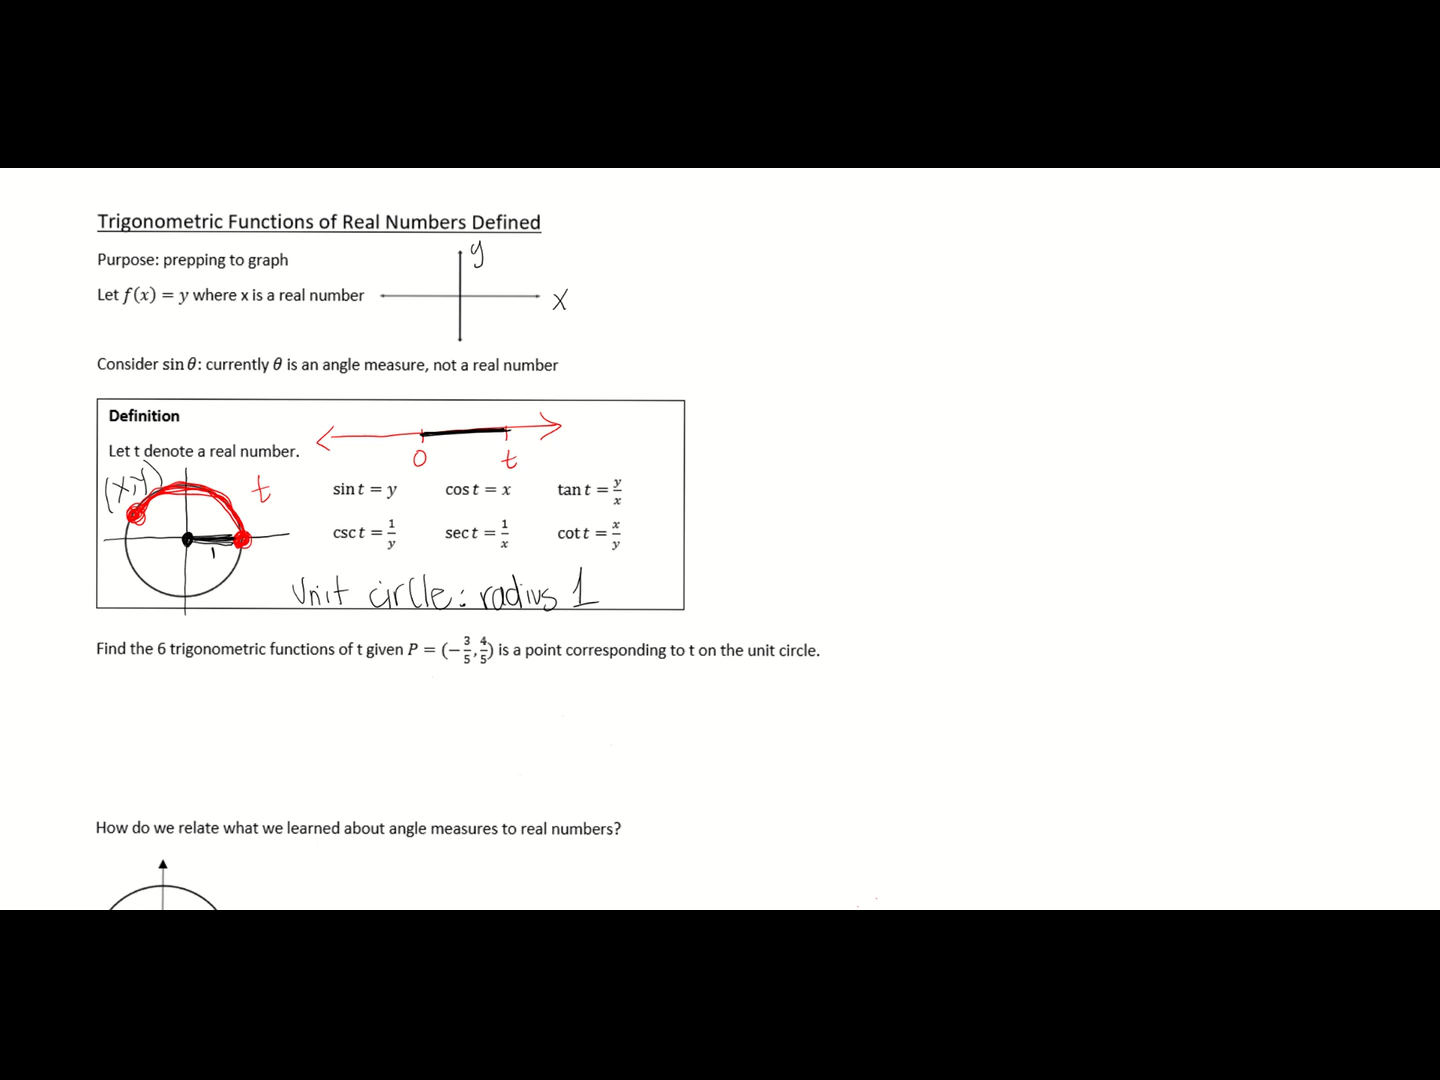 Trigonometric Functions of Real Numbers Defined
y
Purpose: prepping to graph
Let f(x) = y where x is a real number
x
Consider sin θ: currently θ is an angle measure, not a real number
Definition
Let t denote a real number.
0 t
(x,y) t
sin t = y cos t = x tan t = y/x
csc t = 1/y sec t = 1/x cot t = x/y
1
Unit circle: radius 1
Find the 6 trigonometric functions of t given P = (−3/5, 4/5) is a point corresponding to t on the unit circle.
How do we relate what we learned about angle measures to real numbers?